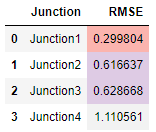 Junction RMSE
0 Junction1 0.299804
1 Junction2 0.616637
2 Junction3 0.628668
3 Junction4 1.110561